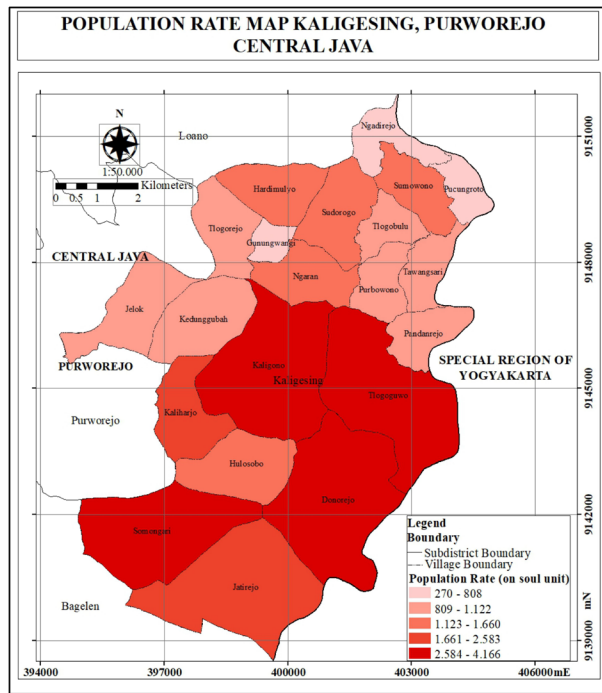 POPULATION RATE MAP KALIGESING, PURWOREJO
CENTRAL JAVA
N
1:50.000
Kilometers
0 0.5 1 2
Loano
Ngadirejo
9151000
Hardimulyo
Sumowono
Pucungroto
Sudorogo
Tlogorejo
Tlogobulu
Gunungwangi
CENTRAL JAVA
9148000
Ngaran
Tawangsari
Purbowono
Jelok
Kedunggubah
Pandanrejo
PURWOREJO
Kaligono
Kaligesing
SPECIAL REGION OF
YOGYAKARTA
9145000
Tlogoguwo
Purworejo
Kaliharjo
Hulosobo
Donorejo
9142000
Somongari
Jatirejo
Bagelen
Legend
Boundary
Subdistrict Boundary
Village Boundary
Population Rate (on soul unit)
270 - 808
809 - 1.122
1.123 - 1.660
1.661 - 2.583
2.584 - 4.166
mN
9139000
394000 397000 400000 403000 406000mE